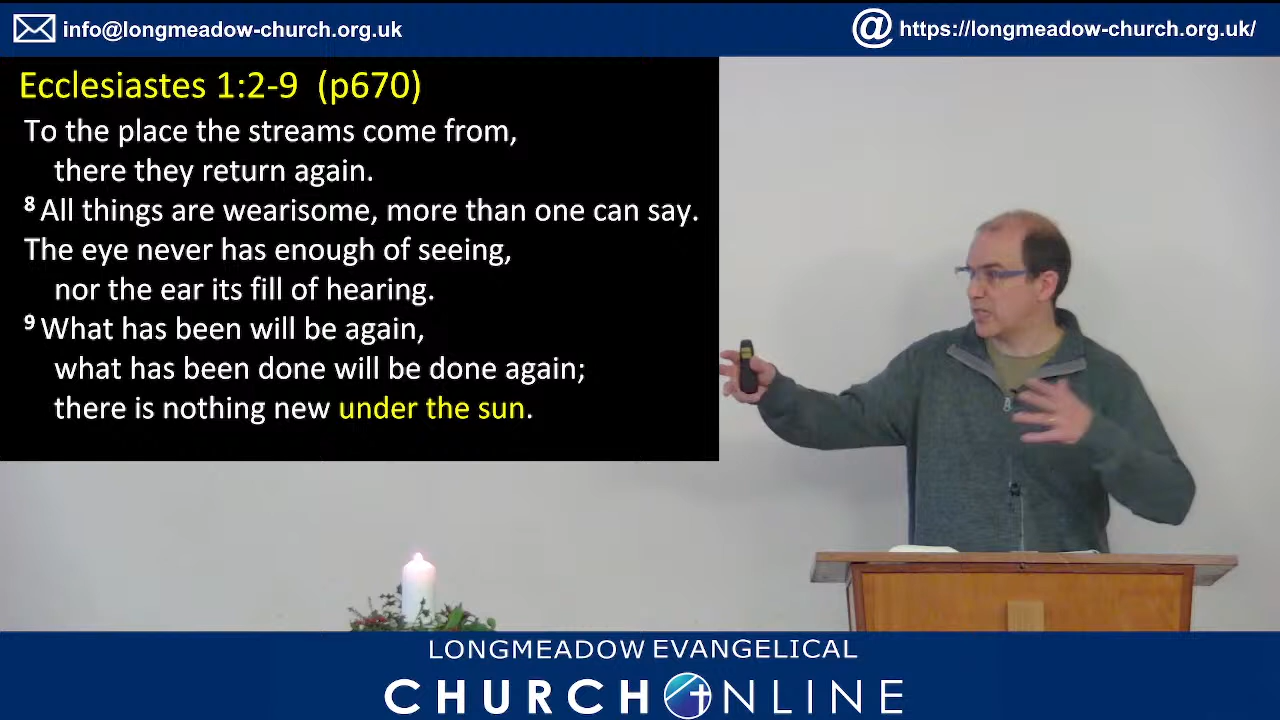 info@longmeadow-church.org.uk
https://longmeadow-church.org.uk/
Ecclesiastes 1:2-9 (p670)
To the place the streams come from,
there they return again.
8 All things are wearisome, more than one can say.
The eye never has enough of seeing,
nor the ear its fill of hearing.
9 What has been will be again,
what has been done will be done again;
there is nothing new under the sun.
LONGMEADOW EVANGELICAL
CHURCH ONLINE